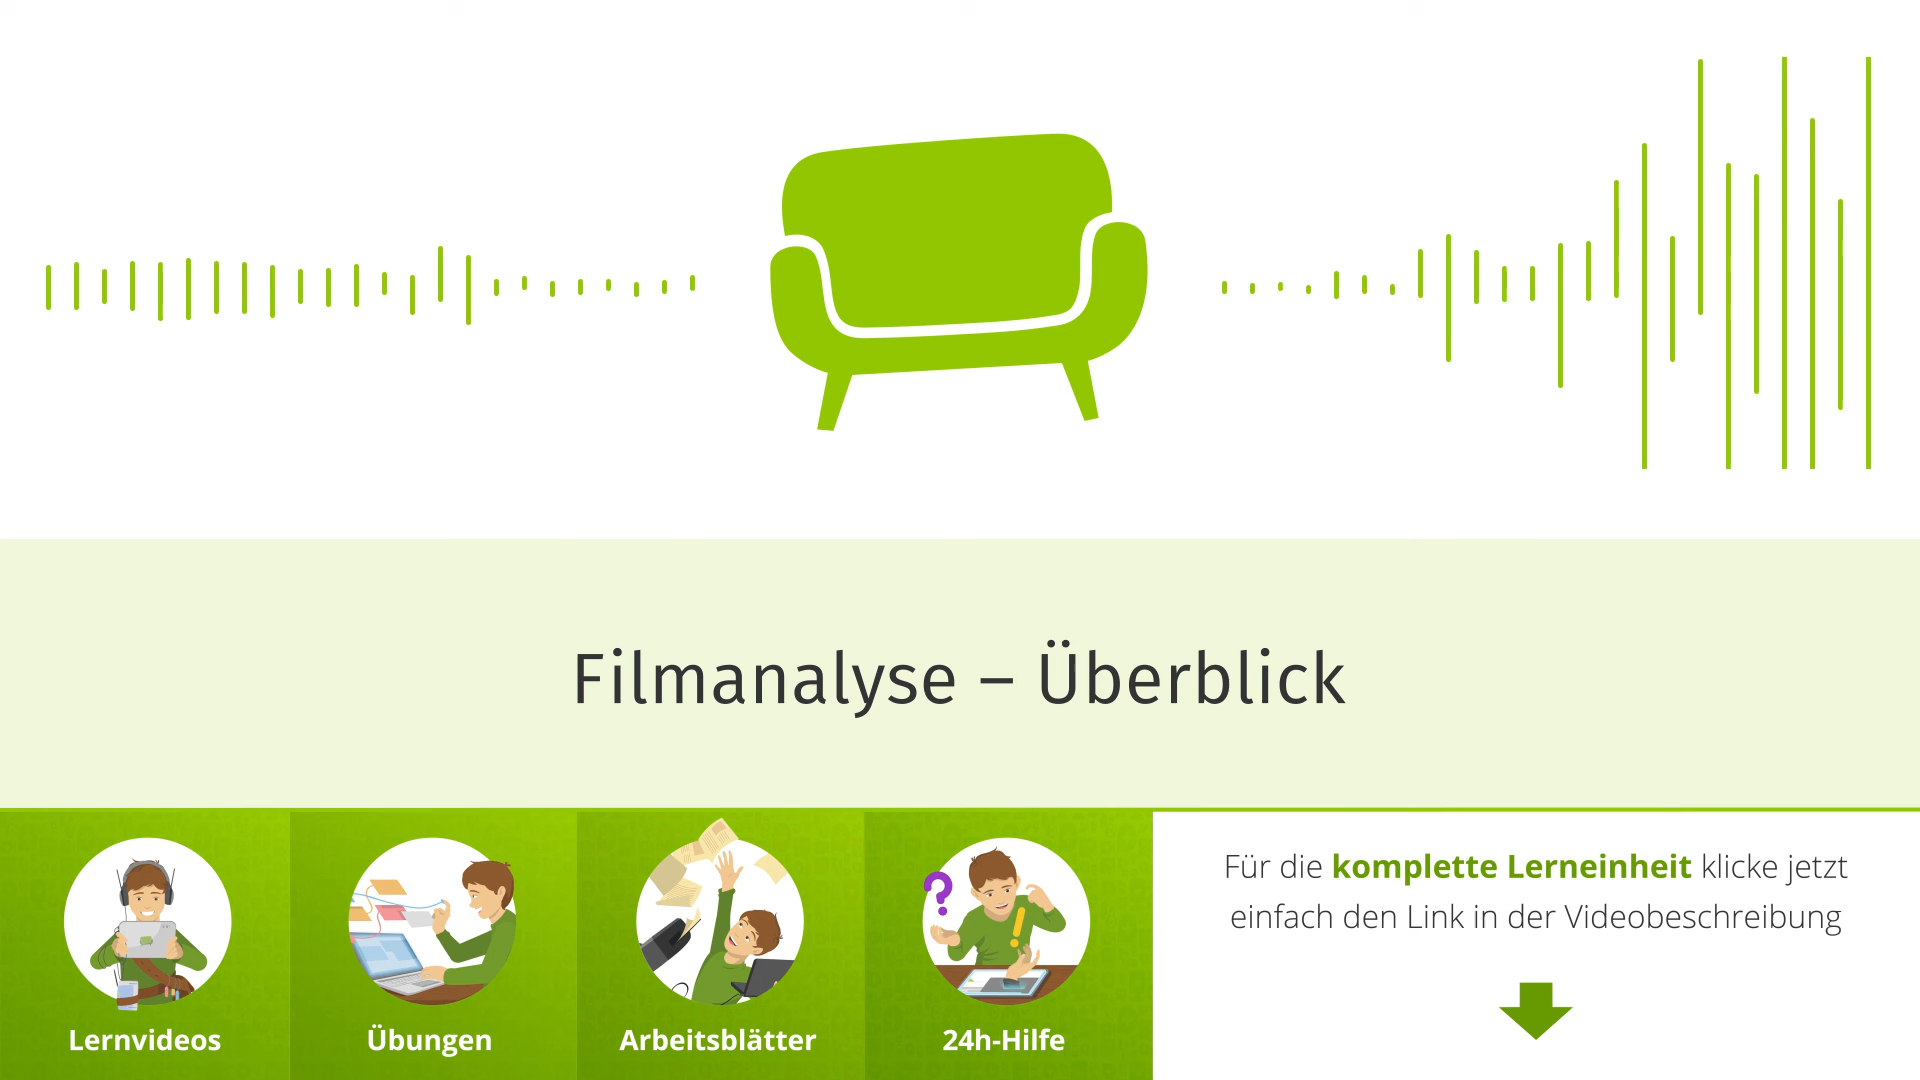 Filmanalyse – Überblick
Lernvideos
Übungen
Arbeitsblätter
24h-Hilfe
Für die komplette Lerneinheit klicke jetzt
einfach den Link in der Videobeschreibung